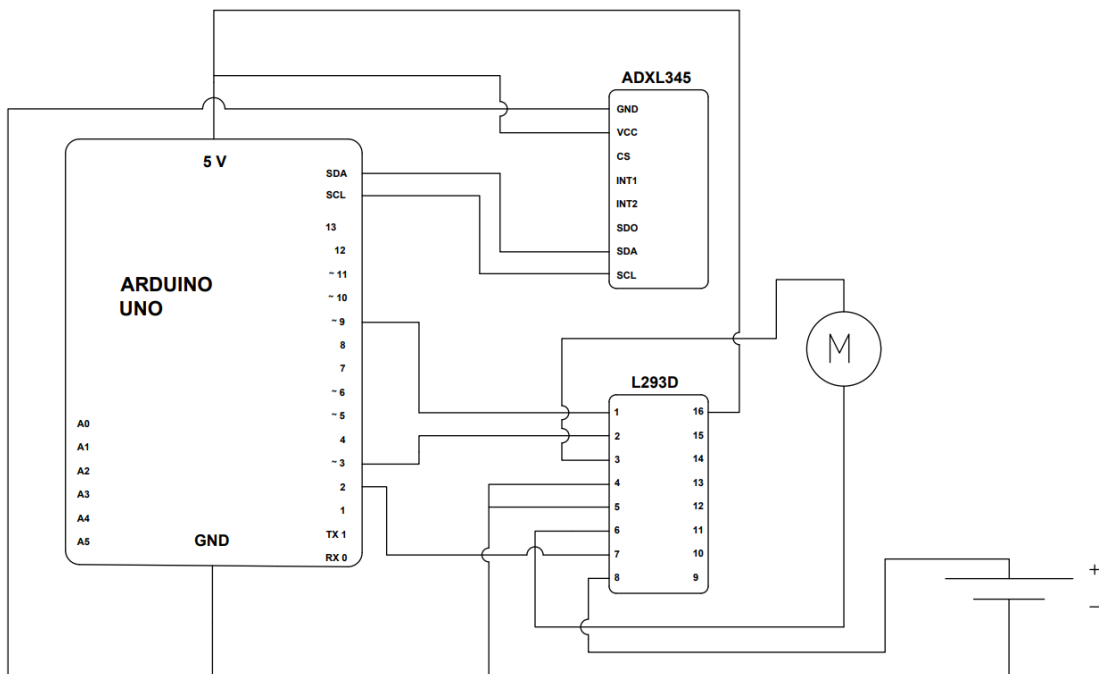 ADXL345
GND
VCC
CS
INT1
INT2
SDO
SDA
SCL
5 V
SDA
SCL
13
12
~ 11
~ 10
~ 9
8
7
~ 6
~ 5
4
~ 3
2
1
TX 1
RX 0
ARDUINO
UNO
A0
A1
A2
A3
A4
A5
GND
M
L293D
1 16
2 15
3 14
4 13
5 12
6 11
7 10
8 9
+
–